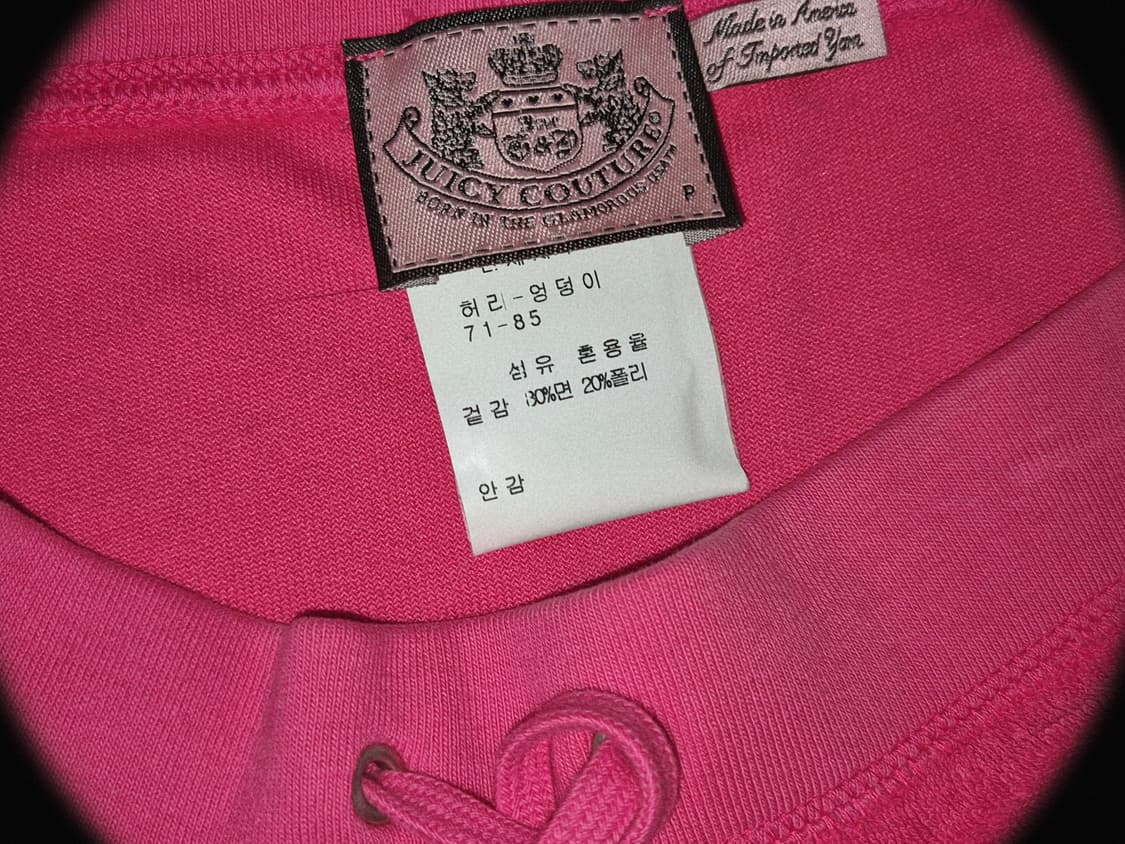 Made in America
of Imported Yarn
JUICY COUTURE®
BORN IN THE GLAMOROUS USA™
P
허리-엉덩이
71-85
섬유 혼용율
겉감 80%면 20%폴리
안감